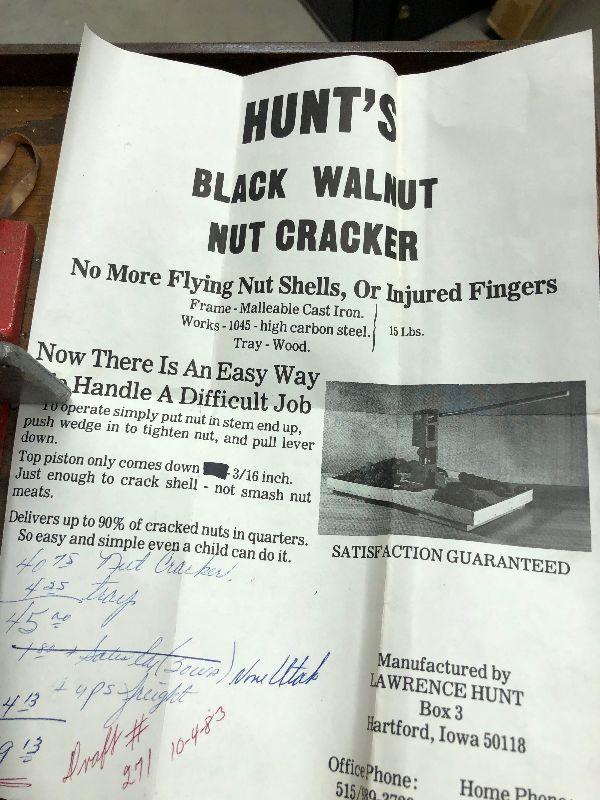 HUNT'S
BLACK WALNUT
NUT CRACKER
No More Flying Nut Shells, Or Injured Fingers
Frame - Malleable Cast Iron.
Works - 1045 - high carbon steel. 15 Lbs.
Tray - Wood.
Now There Is An Easy Way
Handle A Difficult Job
To operate simply put nut in stem end up,
push wedge in to tighten nut, and pull lever
down.
Top piston only comes down 3/16 inch.
Just enough to crack shell - not smash nut
meats.
Delivers up to 90% of cracked nuts in quarters.
So easy and simple even a child can do it.
SATISFACTION GUARANTEED
40 75 Nut Cracker.
4 25 tray
45 00
None Utah
4 13 + ups freight
9 13
Draft #
271 10-4-83
Manufactured by
LAWRENCE HUNT
Box 3
Hartford, Iowa 50118
Office Phone: Home Phone: